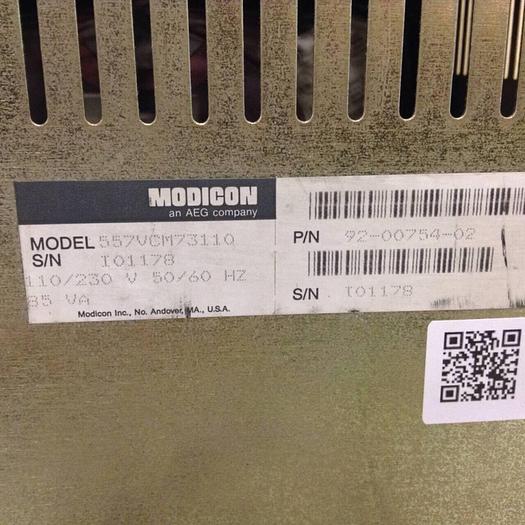 MODICON
an AEG company
MODEL 557VCM73110
S/N I01178
110/230 V 50/60 HZ
85 VA
Modicon Inc., No. Andover, MA., U.S.A.
P/N 92-00754-02
S/N I01178